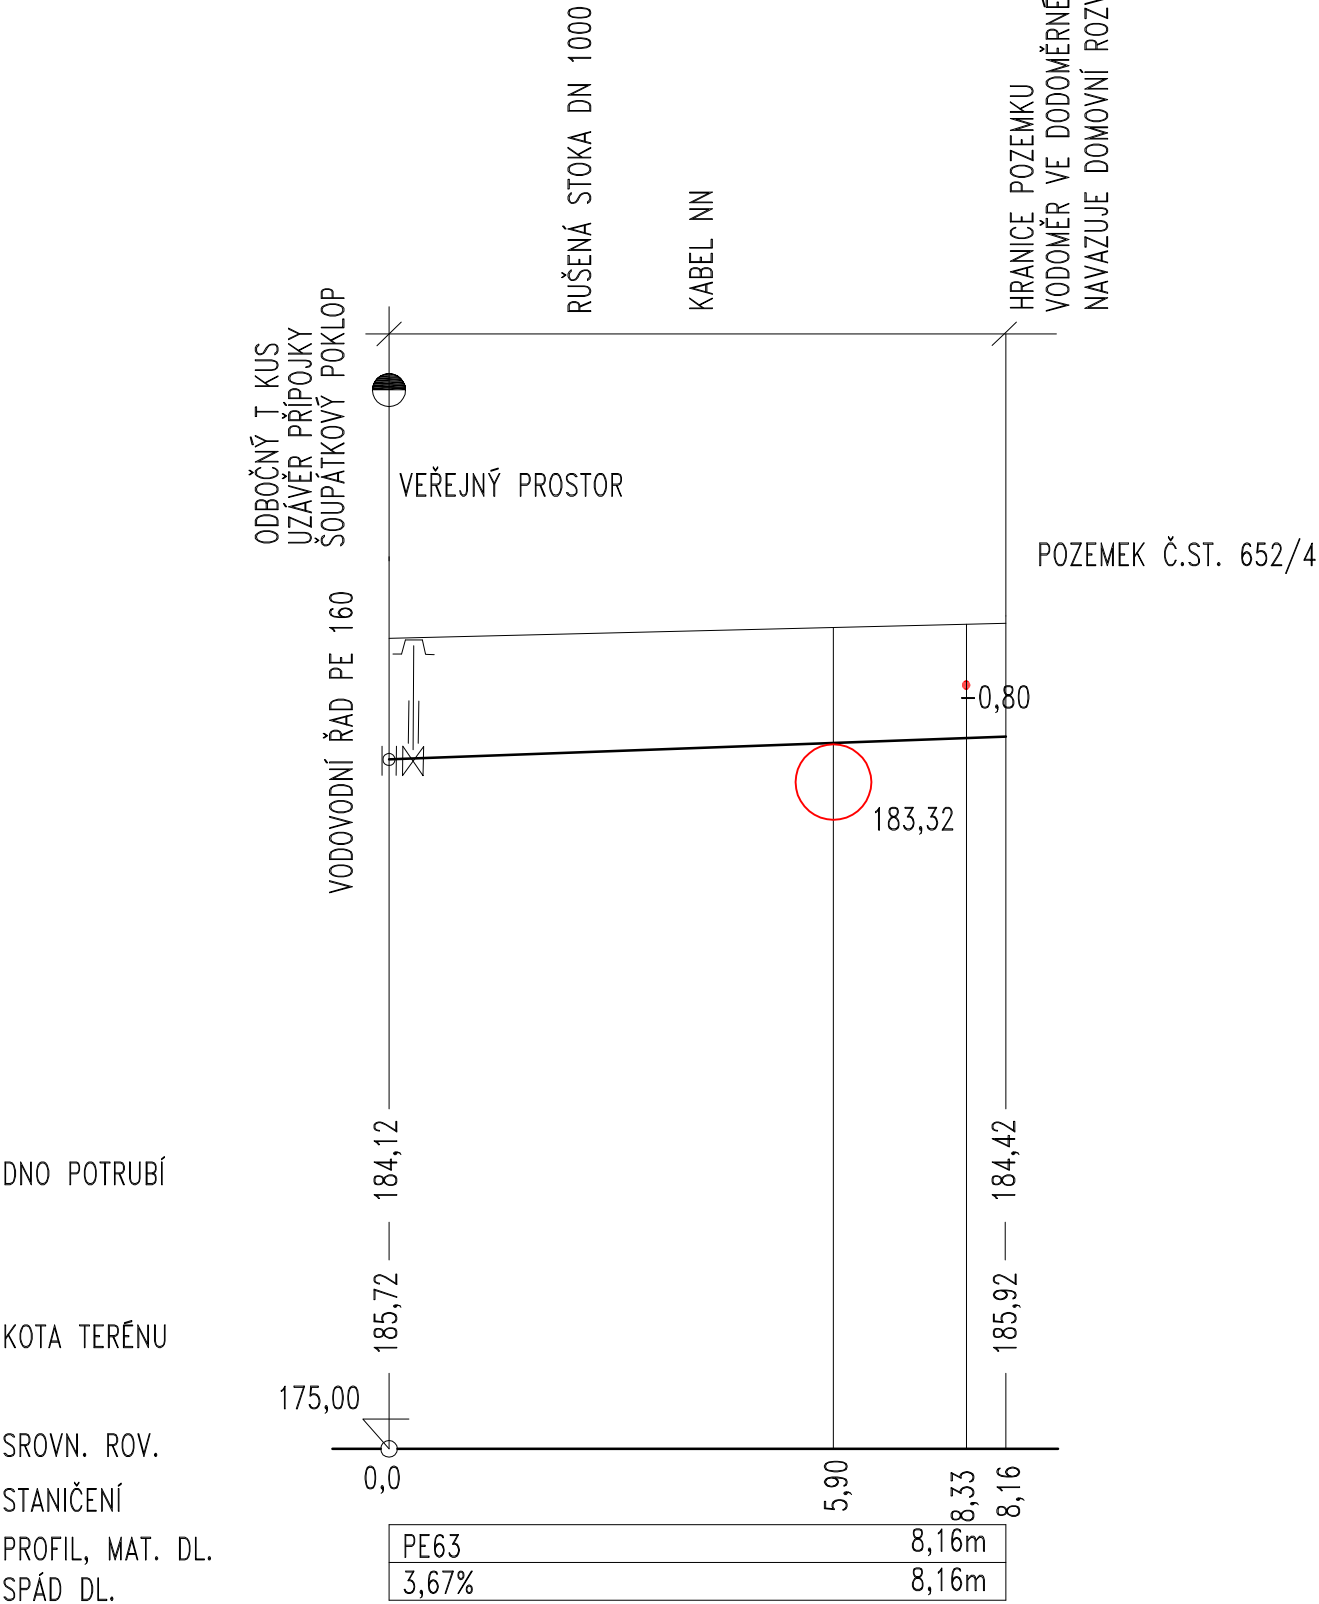 RUŠENÁ STOKA DN 1000
KABEL NN
HRANICE POZEMKU
VODOMĚR VE DODOMĚRNÉ
NAVAZUJE DOMOVNÍ
ODBOČNÝ T KUS
UZÁVĚR PŘÍPOJKY
ŠOUPÁTKOVÝ POKLOP
VEŘEJNÝ PROSTOR
POZEMEK Č.ST. 652/4
VODOVODNÍ ŘAD PE 160
-0,80
183,32
DNO POTRUBÍ 184,12 184,42
KOTA TERÉNU 185,72 185,92
175,00
SROVN. ROV.
STANIČENÍ 0,0 5,90 8,33 8,16
PROFIL, MAT. DL. PE63 8,16m
SPÁD DL. 3,67% 8,16m